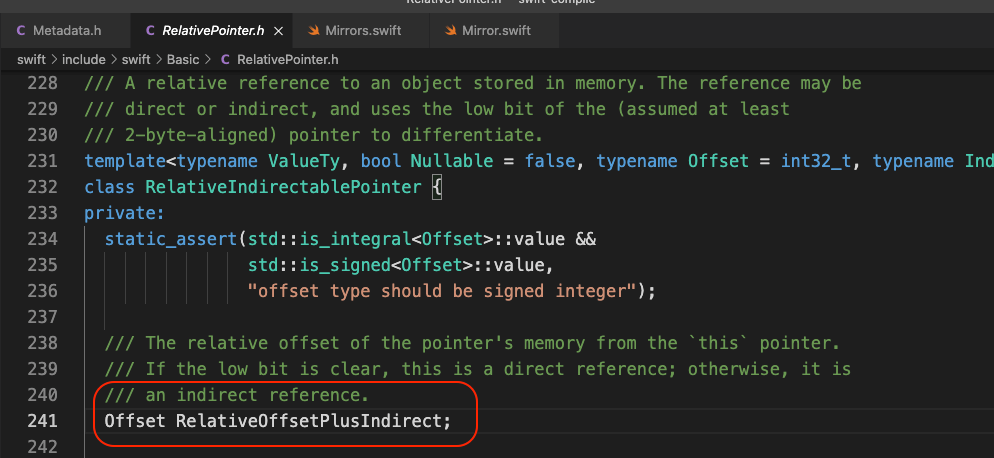 RelativePointer.h — swift-compile
Metadata.h
RelativePointer.h
Mirrors.swift
Mirror.swift
swift > include > swift > Basic > C RelativePointer.h
228 /// A relative reference to an object stored in memory. The reference may be
229 /// direct or indirect, and uses the low bit of the (assumed at least
230 /// 2-byte-aligned) pointer to differentiate.
231 template<typename ValueTy, bool Nullable = false, typename Offset = int32_t, typename Ind
232 class RelativeIndirectablePointer {
233 private:
234 static_assert(std::is_integral<Offset>::value &&
235 std::is_signed<Offset>::value,
236 "offset type should be signed integer");
237
238 /// The relative offset of the pointer's memory from the `this` pointer.
239 /// If the low bit is clear, this is a direct reference; otherwise, it is
240 /// an indirect reference.
241 Offset RelativeOffsetPlusIndirect;
242